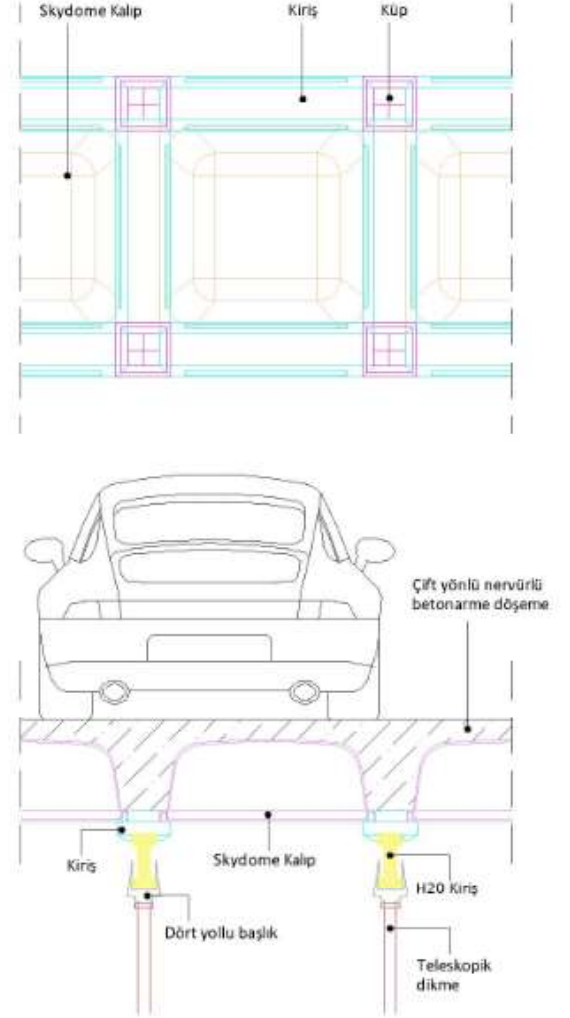 Skydome Kalıp
Kiriş
Küp
Çift yönlü nervürlü
betonarme döşeme
Kiriş
Skydome Kalıp
H20 Kiriş
Dört yollu başlık
Teleskopik
dikme